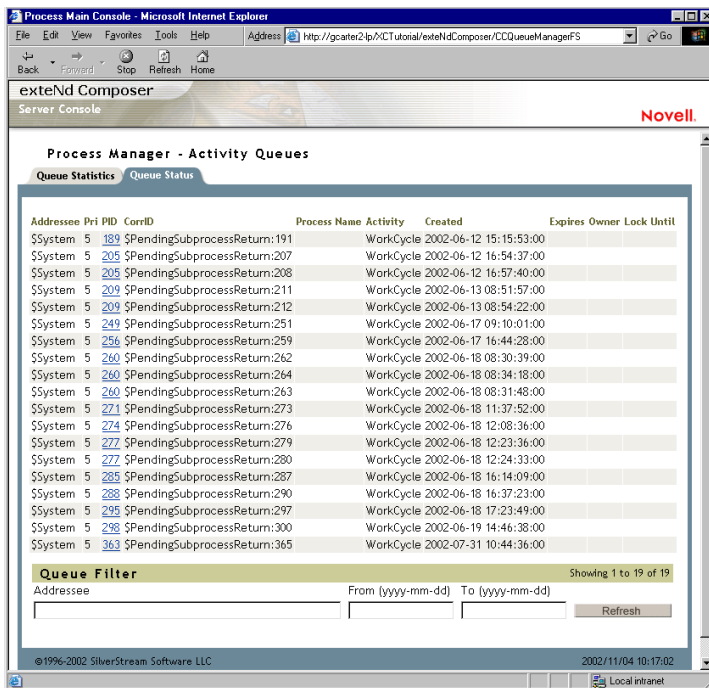 Process Main Console - Microsoft Internet Explorer
File Edit View Favorites Tools Help Address http://gcarter2-lp/XCTutorial/exteNdComposer/CCQueueManagerFS Go
Back Forward Stop Refresh Home
exteNd Composer
Server Console
Novell.
Process Manager - Activity Queues
Queue Statistics Queue Status
Addressee Pri PID CorrID Process Name Activity Created Expires Owner Lock Until
$System 5 189 $PendingSubprocessReturn:191 WorkCycle 2002-06-12 15:15:53:00
$System 5 205 $PendingSubprocessReturn:207 WorkCycle 2002-06-12 16:54:37:00
$System 5 205 $PendingSubprocessReturn:208 WorkCycle 2002-06-12 16:57:40:00
$System 5 209 $PendingSubprocessReturn:211 WorkCycle 2002-06-13 08:51:57:00
$System 5 209 $PendingSubprocessReturn:212 WorkCycle 2002-06-13 08:54:22:00
$System 5 249 $PendingSubprocessReturn:251 WorkCycle 2002-06-17 09:10:01:00
$System 5 256 $PendingSubprocessReturn:259 WorkCycle 2002-06-17 16:44:28:00
$System 5 260 $PendingSubprocessReturn:262 WorkCycle 2002-06-18 08:30:39:00
$System 5 260 $PendingSubprocessReturn:264 WorkCycle 2002-06-18 08:34:18:00
$System 5 260 $PendingSubprocessReturn:263 WorkCycle 2002-06-18 08:31:48:00
$System 5 271 $PendingSubprocessReturn:273 WorkCycle 2002-06-18 11:37:52:00
$System 5 274 $PendingSubprocessReturn:276 WorkCycle 2002-06-18 12:08:36:00
$System 5 277 $PendingSubprocessReturn:279 WorkCycle 2002-06-18 12:23:36:00
$System 5 277 $PendingSubprocessReturn:280 WorkCycle 2002-06-18 12:24:33:00
$System 5 285 $PendingSubprocessReturn:287 WorkCycle 2002-06-18 16:14:09:00
$System 5 288 $PendingSubprocessReturn:290 WorkCycle 2002-06-18 16:37:23:00
$System 5 295 $PendingSubprocessReturn:297 WorkCycle 2002-06-18 17:23:49:00
$System 5 298 $PendingSubprocessReturn:300 WorkCycle 2002-06-19 14:46:38:00
$System 5 363 $PendingSubprocessReturn:365 WorkCycle 2002-07-31 10:44:36:00
Queue Filter Showing 1 to 19 of 19
Addressee From (yyyy-mm-dd) To (yyyy-mm-dd)
Refresh
©1996-2002 SilverStream Software LLC 2002/11/04 10:17:02
Local intranet